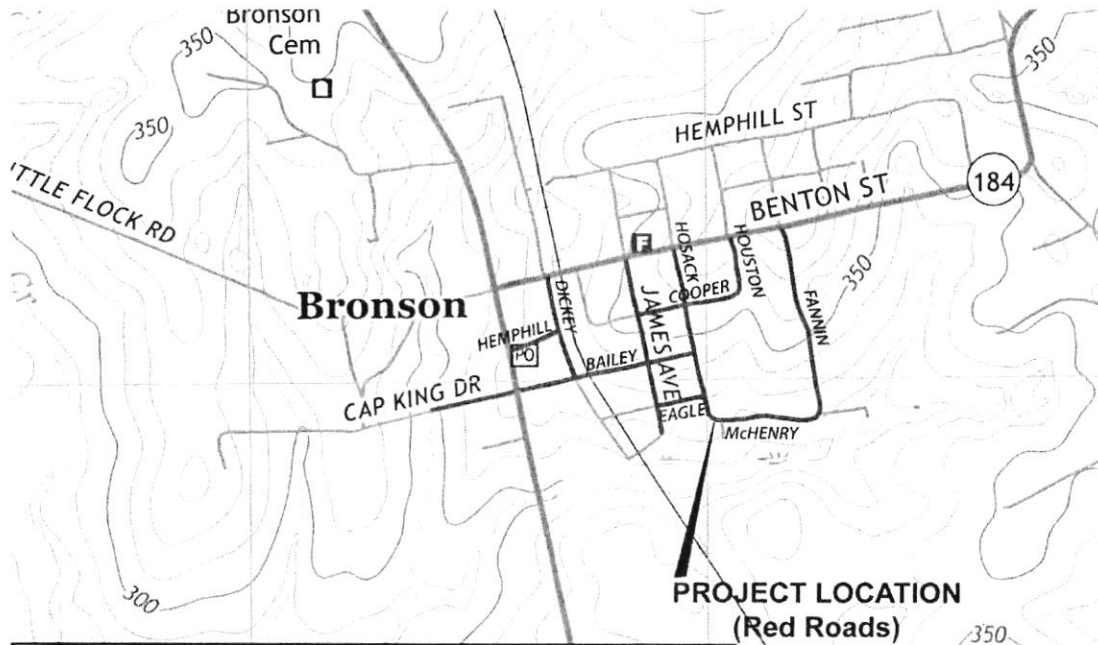 Bronson
Cem
350
350
350
HEMPHILL ST
TTLE FLOCK RD
BENTON ST
184
Cr
F
HOSACK
HOUSTON
350
Bronson
DICKEY
JAMES AVE
COOPER
FANNIN
HEMPHILL
PO
BAILEY
CAP KING DR
EAGLE
McHENRY
300
PROJECT LOCATION
(Red Roads)
350